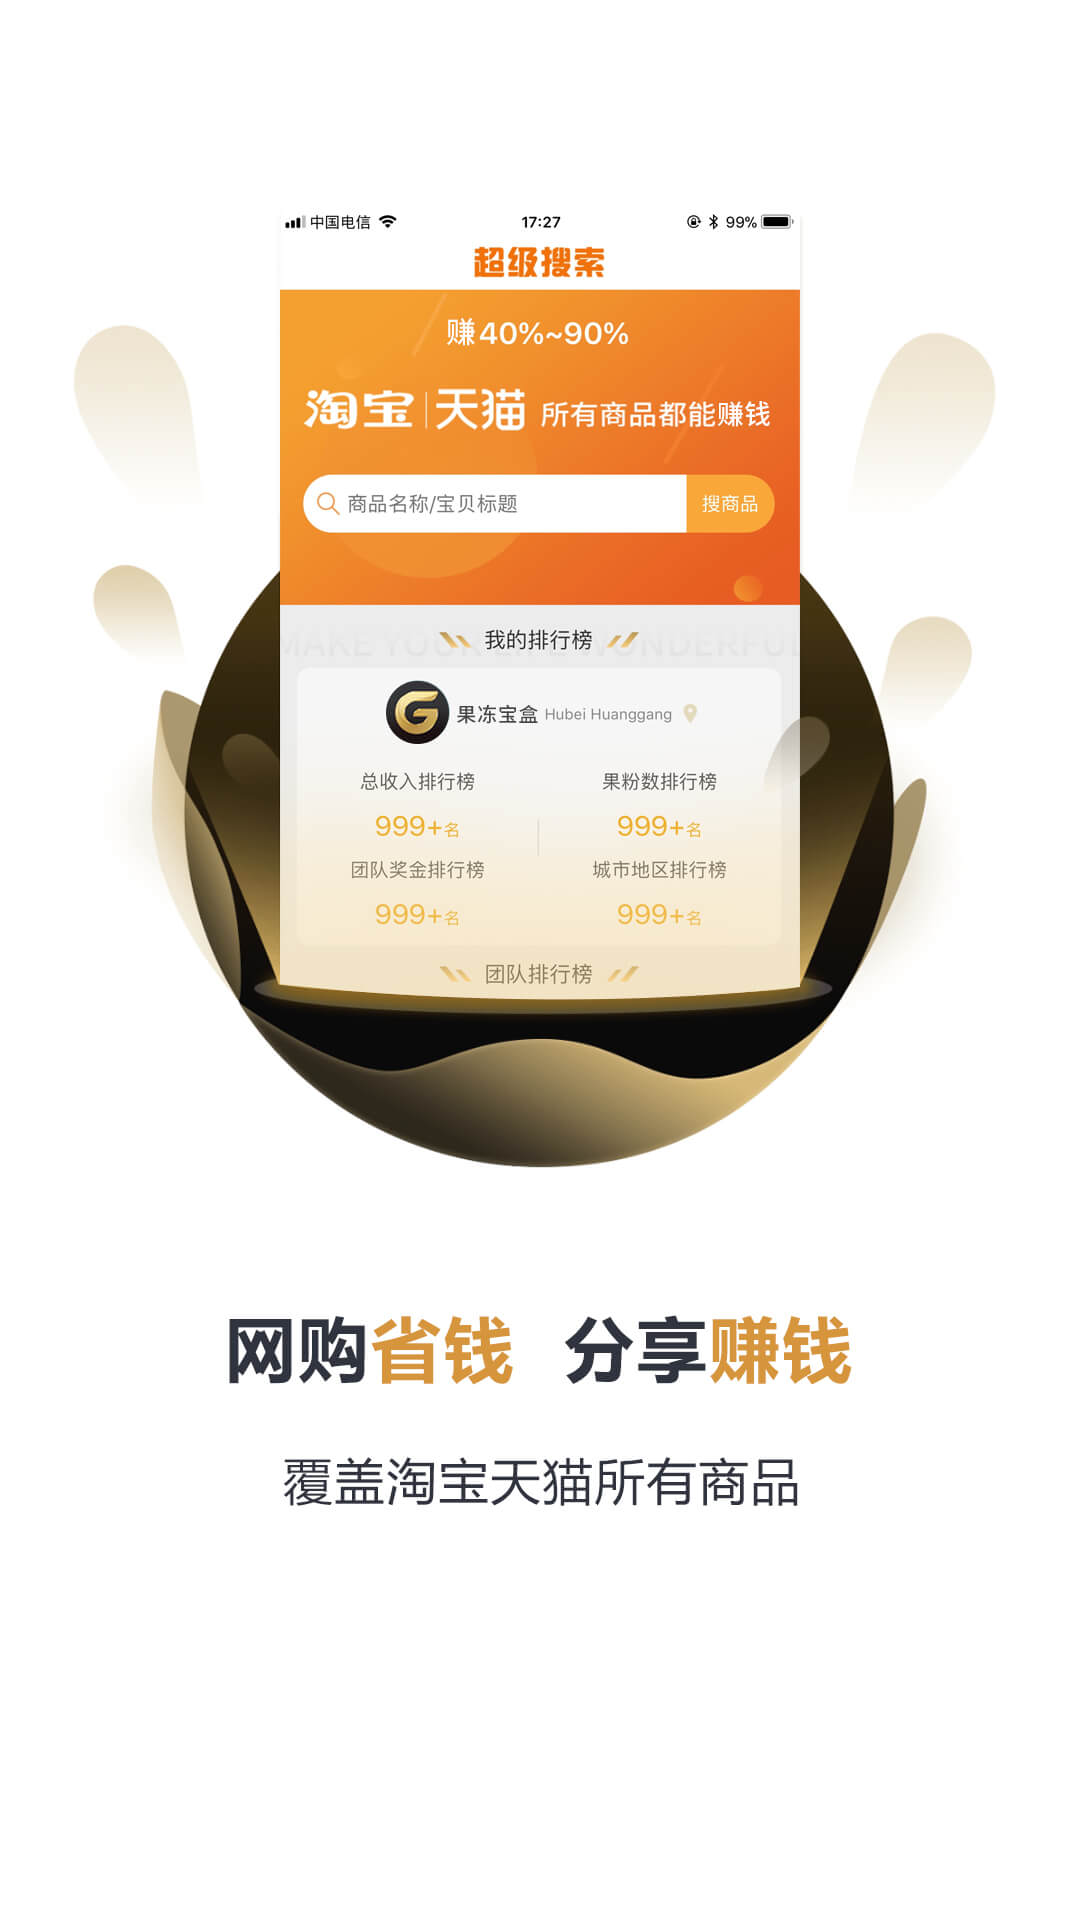 中国电信 17:27 99%
超级搜索
赚40%~90%
淘宝|天猫 所有商品都能赚钱
商品名称/宝贝标题 搜商品
MAKE YOUR LIFE WONDERFUL
我的排行榜
果冻宝盒 Hubei Huanggang
总收入排行榜 果粉数排行榜
999+名 999+名
团队奖金排行榜 城市地区排行榜
999+名 999+名
团队排行榜
网购省钱 分享赚钱
覆盖淘宝天猫所有商品